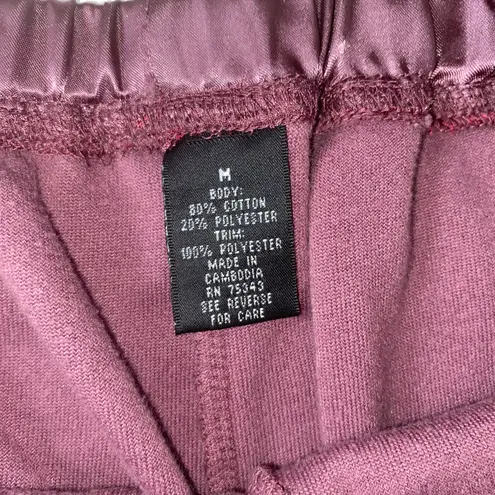 M
BODY:
80% COTTON
20% POLYESTER
TRIM:
100% POLYESTER
MADE IN
CAMBODIA
RN 75343
SEE REVERSE
FOR CARE